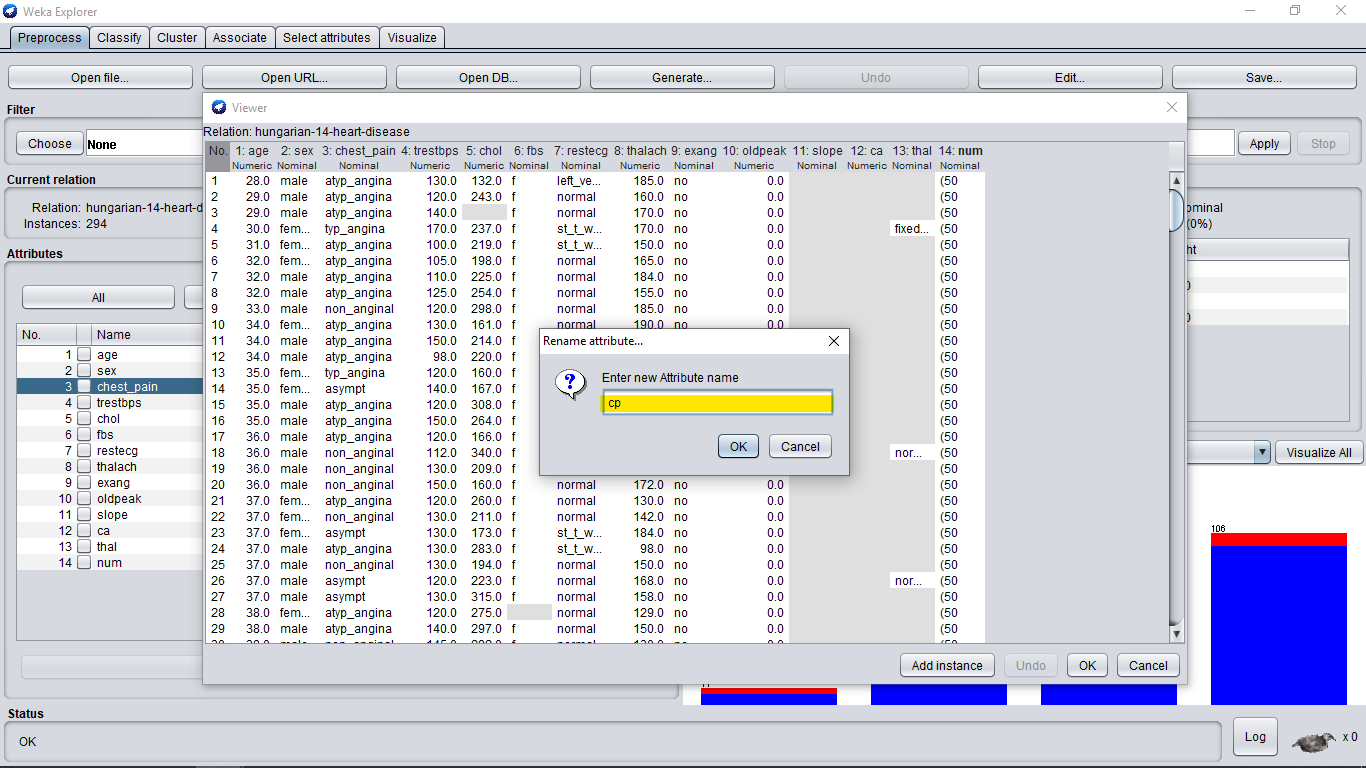 Weka Explorer
Preprocess Classify Cluster Associate Select attributes Visualize
Open file... Open URL... Open DB... Generate... Undo Edit... Save...
Filter
Choose None Apply Stop
Current relation
Relation: hungarian-14-heart-d
Instances: 294
ominal
(0%)
ht
0
0
Attributes
All
No. Name
1 age
2 sex
3 chest_pain
4 trestbps
5 chol
6 fbs
7 restecg
8 thalach
9 exang
10 oldpeak
11 slope
12 ca
13 thal
14 num
Visualize All
106
Viewer
Relation: hungarian-14-heart-disease
No. 1: age 2: sex 3: chest_pain 4: trestbps 5: chol 6: fbs 7: restecg 8: thalach 9: exang 10: oldpeak 11: slope 12: ca 13: thal 14: num
Numeric Nominal Nominal Numeric Numeric Nominal Nominal Numeric Nominal Numeric Nominal Nominal Nominal Nominal
1 28.0 male atyp_angina 130.0 132.0 f left_ve... 185.0 no 0.0 (50
2 29.0 male atyp_angina 120.0 243.0 f normal 160.0 no 0.0 (50
3 29.0 male atyp_angina 140.0 f normal 170.0 no 0.0 (50
4 30.0 fem... typ_angina 170.0 237.0 f st_t_w... 170.0 no 0.0 fixed... (50
5 31.0 fem... atyp_angina 100.0 219.0 f st_t_w... 150.0 no 0.0 (50
6 32.0 fem... atyp_angina 105.0 198.0 f normal 165.0 no 0.0 (50
7 32.0 male atyp_angina 110.0 225.0 f normal 184.0 no 0.0 (50
8 32.0 male atyp_angina 125.0 254.0 f normal 155.0 no 0.0 (50
9 33.0 male non_anginal 120.0 298.0 f normal 185.0 no 0.0 (50
10 34.0 fem... atyp_angina 130.0 161.0 f normal 190.0 no 0.0 (50
11 34.0 male atyp_angina 150.0 214.0 f (50
12 34.0 male atyp_angina 98.0 220.0 f (50
13 35.0 fem... typ_angina 120.0 160.0 f (50
14 35.0 fem... asympt 140.0 167.0 f (50
15 35.0 male atyp_angina 120.0 308.0 f (50
16 35.0 male atyp_angina 150.0 264.0 f (50
17 36.0 male atyp_angina 120.0 166.0 f (50
18 36.0 male non_anginal 112.0 340.0 f nor... (50
19 36.0 male non_anginal 130.0 209.0 f (50
20 36.0 male non_anginal 150.0 160.0 f normal 172.0 no 0.0 (50
21 37.0 fem... atyp_angina 120.0 260.0 f normal 130.0 no 0.0 (50
22 37.0 fem... non_anginal 130.0 211.0 f normal 142.0 no 0.0 (50
23 37.0 fem... asympt 130.0 173.0 f st_t_w... 184.0 no 0.0 (50
24 37.0 male atyp_angina 130.0 283.0 f st_t_w... 98.0 no 0.0 (50
25 37.0 male non_anginal 130.0 194.0 f normal 150.0 no 0.0 (50
26 37.0 male asympt 120.0 223.0 f normal 168.0 no 0.0 nor... (50
27 37.0 male asympt 130.0 315.0 f normal 158.0 no 0.0 (50
28 38.0 fem... atyp_angina 120.0 275.0 normal 129.0 no 0.0 (50
29 38.0 male atyp_angina 140.0 297.0 f normal 150.0 no 0.0 (50
Add instance Undo OK Cancel
Rename attribute...
Enter new Attribute name
cp
OK Cancel
Status
OK
Log x 0